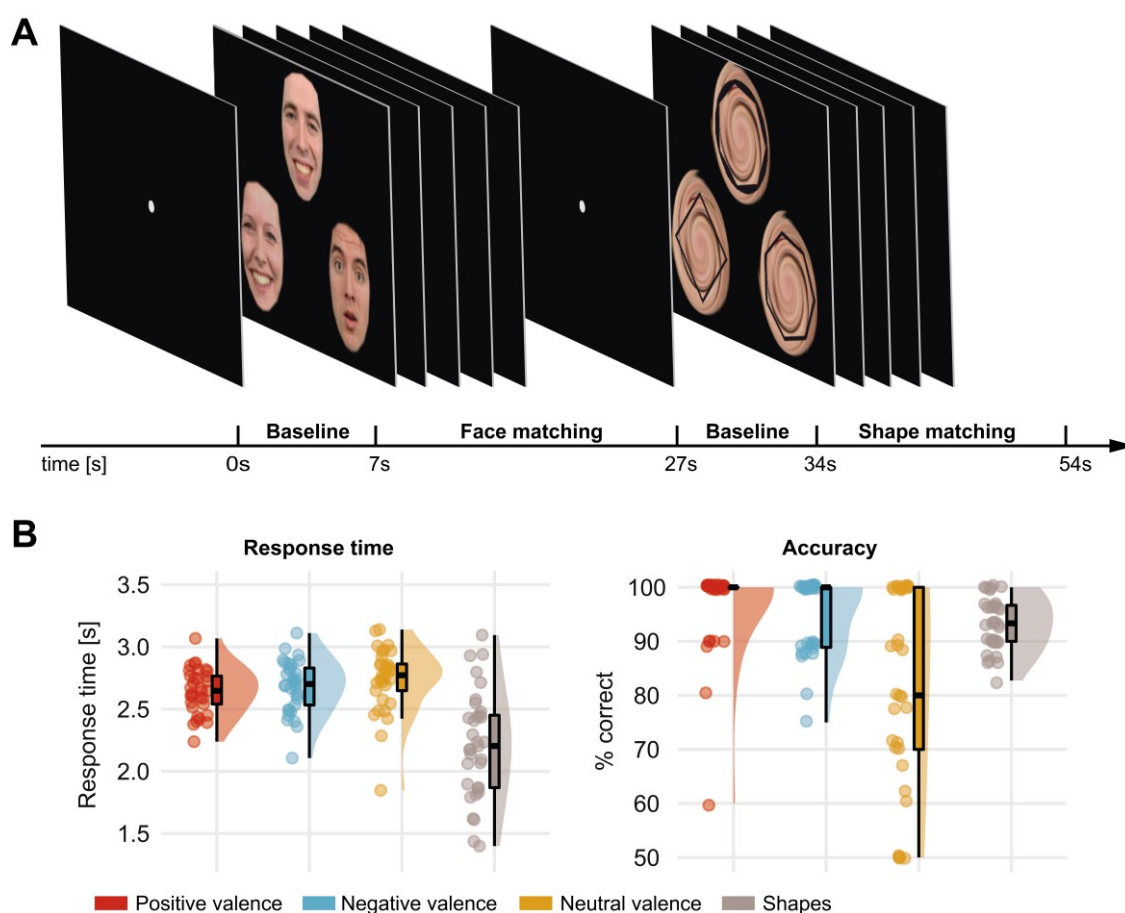 A
Baseline Face matching Baseline Shape matching
time [s] 0s 7s 27s 34s 54s
B
Response time
Response time [s]
3.5
3.0
2.5
2.0
1.5
Accuracy
% correct
100
90
80
70
60
50
Positive valence Negative valence Neutral valence Shapes